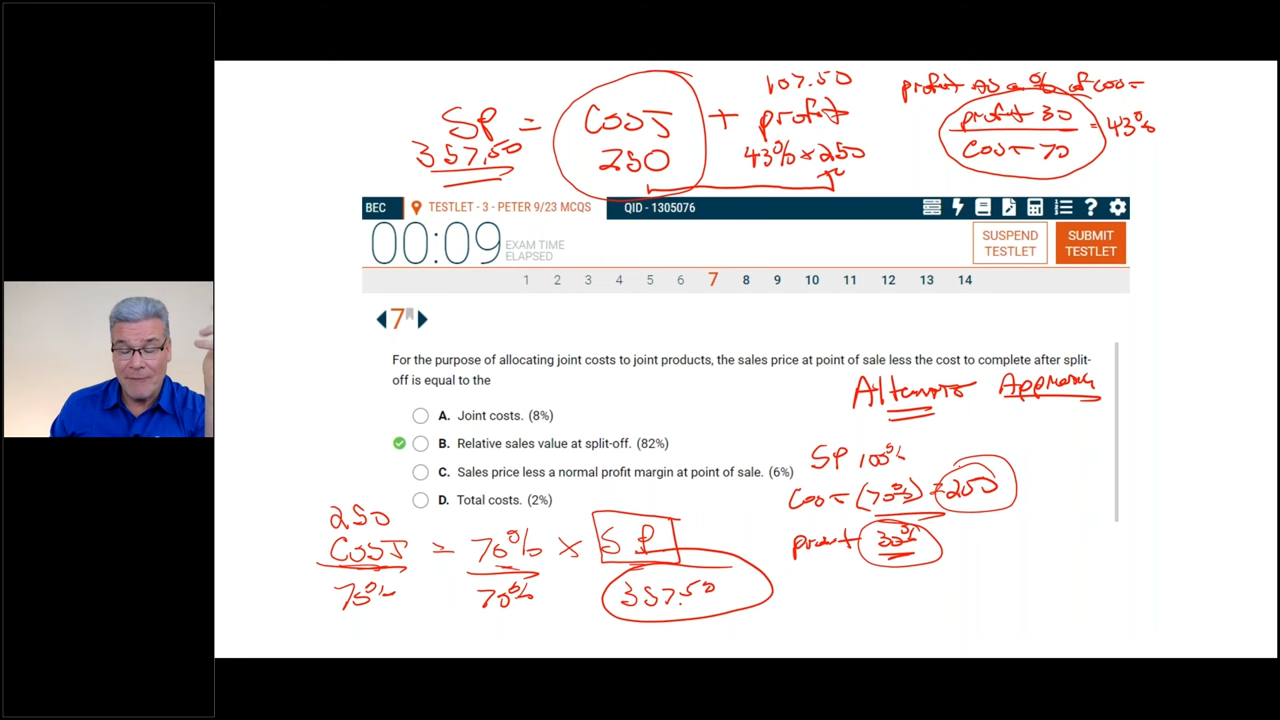 107.50
profit as a % of cost
SP = COST + profit
profit 30 = 43%
357.50 250 43% x 250
cost 70
BEC TESTLET - 3 - PETER 9/23 MCQS QID - 1305076
00:09 EXAM TIME ELAPSED
SUSPEND TESTLET
SUBMIT TESTLET
1 2 3 4 5 6 7 8 9 10 11 12 13 14
7
For the purpose of allocating joint costs to joint products, the sales price at point of sale less the cost to complete after split-
off is equal to the
Alternate Approach
A. Joint costs. (8%)
B. Relative sales value at split-off. (82%)
C. Sales price less a normal profit margin at point of sale. (6%)
D. Total costs. (2%)
SP 100%
Cost (70%) = 250
profit 30%
250
COST = 70% x SP
70% 70% 357.50